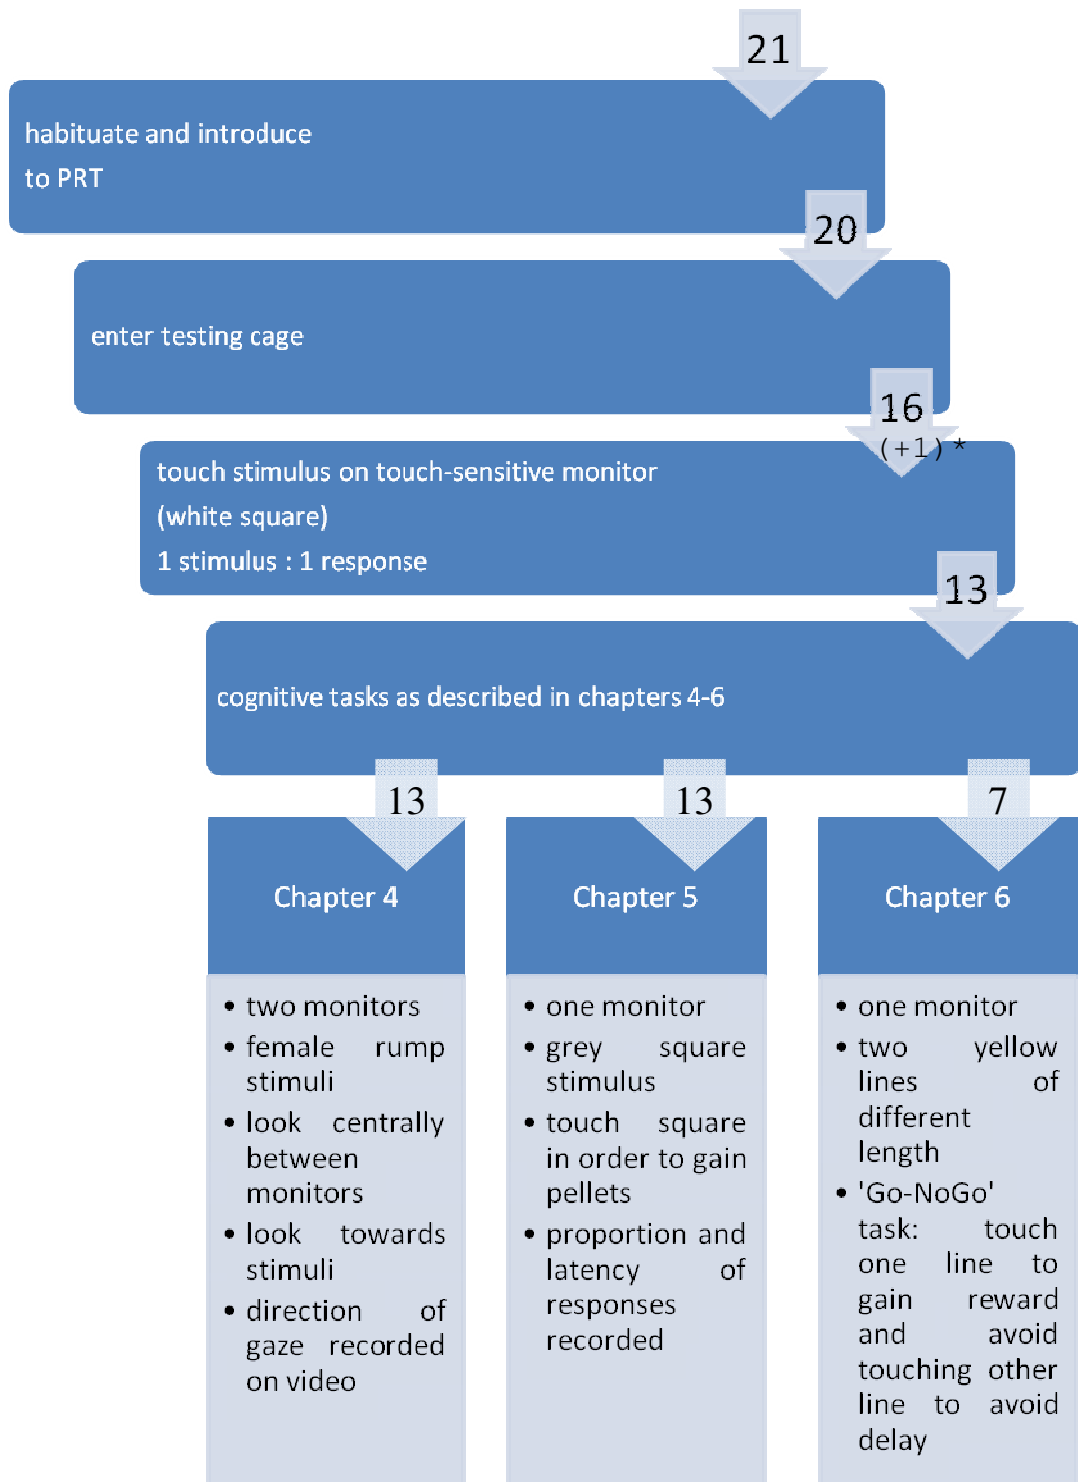 21
habituate and introduce
to PRT
20
enter testing cage
16
(+1)*
touch stimulus on touch-sensitive monitor
(white square)
1 stimulus : 1 response
13
cognitive tasks as described in chapters 4-6
13
13
7
Chapter 4
• two monitors
• female rump
stimuli
• look centrally
between
monitors
• look towards
stimuli
• direction of
gaze recorded
on video
Chapter 5
• one monitor
• grey square
stimulus
• touch square
in order to gain
pellets
• proportion and
latency of
responses
recorded
Chapter 6
• one monitor
• two yellow
lines of
different
length
• 'Go-NoGo'
task: touch
one line to
gain reward
and avoid
touching other
line to avoid
delay